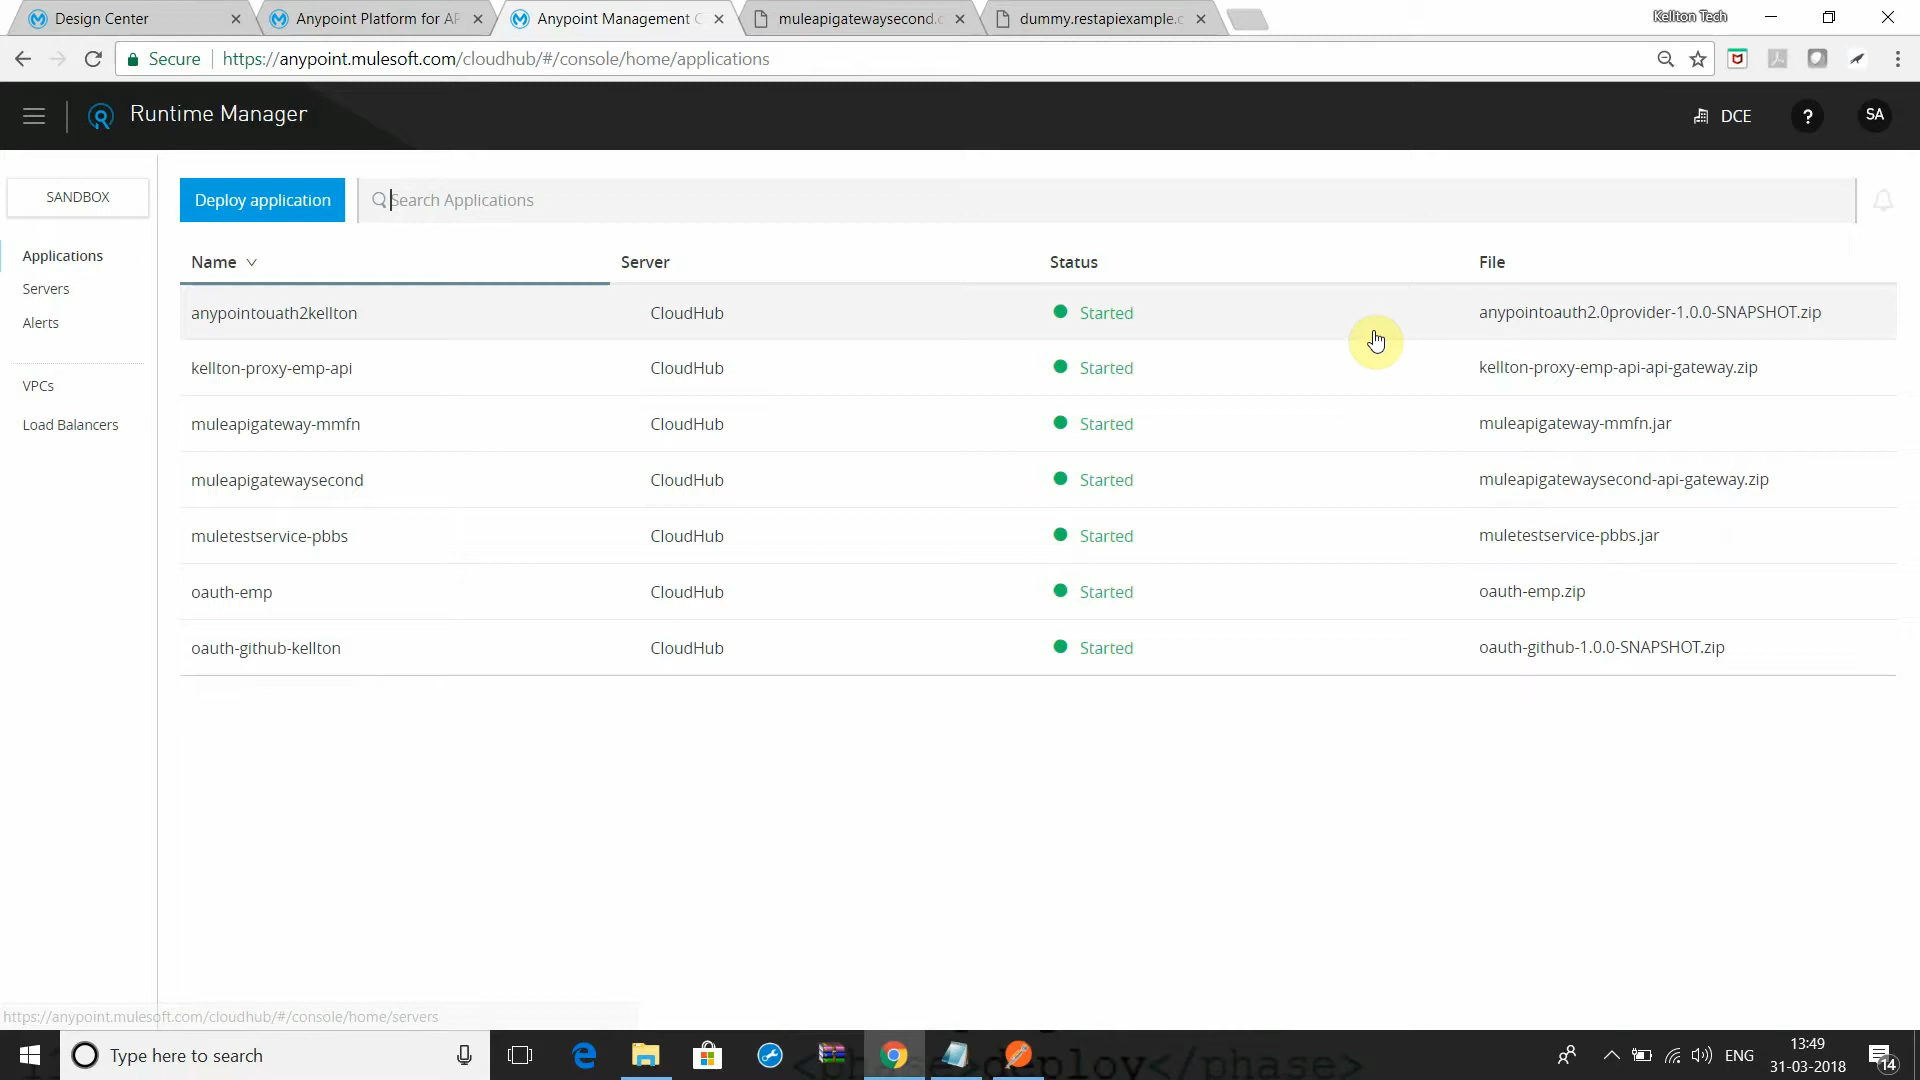 Design Center
Anypoint Platform for AP
Anypoint Management C
muleapigatewaysecond.c
dummy.restapiexample.c
Kellton Tech
Secure
https://anypoint.mulesoft.com/cloudhub/#/console/home/applications
Runtime Manager
DCE
?
SA
SANDBOX
Deploy application
Search Applications
Applications
Servers
Alerts
VPCs
Load Balancers
Name Server Status File
anypointouath2kellton CloudHub Started anypointoauth2.0provider-1.0.0-SNAPSHOT.zip
kellton-proxy-emp-api CloudHub Started kellton-proxy-emp-api-api-gateway.zip
muleapigateway-mmfn CloudHub Started muleapigateway-mmfn.jar
muleapigatewaysecond CloudHub Started muleapigatewaysecond-api-gateway.zip
muletestservice-pbbs CloudHub Started muletestservice-pbbs.jar
oauth-emp CloudHub Started oauth-emp.zip
oauth-github-kellton CloudHub Started oauth-github-1.0.0-SNAPSHOT.zip
https://anypoint.mulesoft.com/cloudhub/#/console/home/servers
Type here to search
<phase>deploy</phase>
ENG
13:49
31-03-2018
14